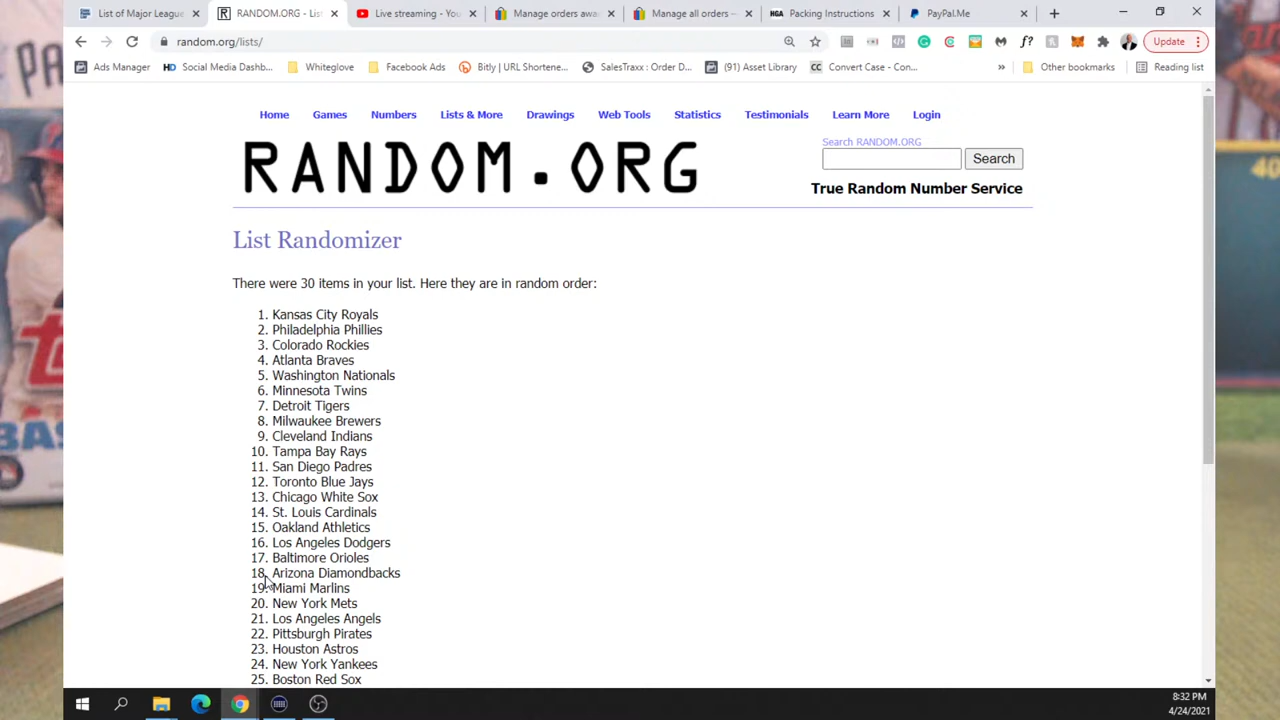 List of Major League
RANDOM.ORG - List
Live streaming - You
Manage orders awa
Manage all orders —
HGA Packing Instructions
PayPal.Me
random.org/lists/
Update
Ads Manager
HD Social Media Dashb...
Whiteglove
Facebook Ads
Bitly | URL Shortene...
SalesTraxx : Order D...
(91) Asset Library
CC Convert Case - Con...
»
Other bookmarks
Reading list
Home Games Numbers Lists & More Drawings Web Tools Statistics Testimonials Learn More Login
RANDOM.ORG
Search RANDOM.ORG
Search
True Random Number Service
List Randomizer
There were 30 items in your list. Here they are in random order:
1. Kansas City Royals
2. Philadelphia Phillies
3. Colorado Rockies
4. Atlanta Braves
5. Washington Nationals
6. Minnesota Twins
7. Detroit Tigers
8. Milwaukee Brewers
9. Cleveland Indians
10. Tampa Bay Rays
11. San Diego Padres
12. Toronto Blue Jays
13. Chicago White Sox
14. St. Louis Cardinals
15. Oakland Athletics
16. Los Angeles Dodgers
17. Baltimore Orioles
18. Arizona Diamondbacks
19. Miami Marlins
20. New York Mets
21. Los Angeles Angels
22. Pittsburgh Pirates
23. Houston Astros
24. New York Yankees
25. Boston Red Sox
8:32 PM
4/24/2021